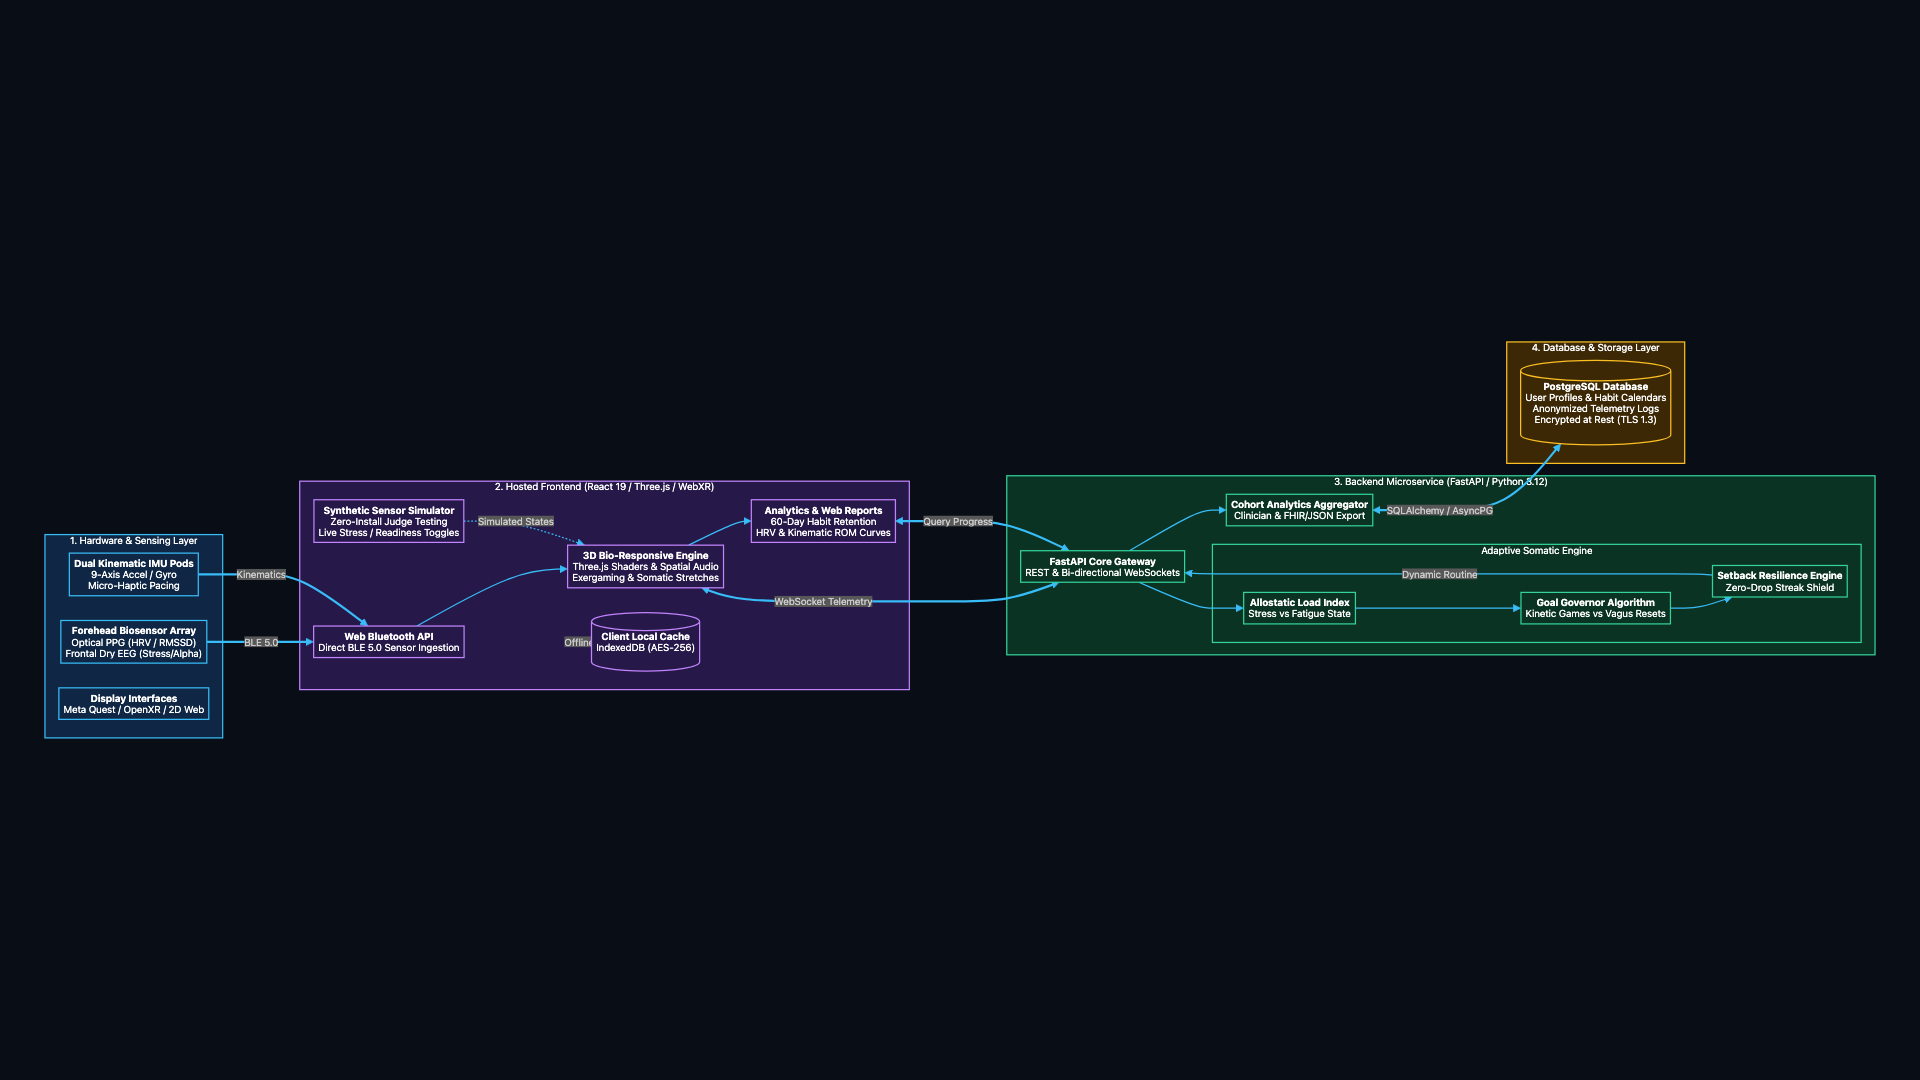 1. Hardware & Sensing Layer
Dual Kinematic IMU Pods
9-Axis Accel / Gyro
Micro-Haptic Pacing
Forehead Biosensor Array
Optical PPG (HRV / RMSSD)
Frontal Dry EEG (Stress/Alpha)
Display Interfaces
Meta Quest / OpenXR / 2D Web
Kinematics
BLE 5.0
2. Hosted Frontend (React 19 / Three.js / WebXR)
Synthetic Sensor Simulator
Zero-Install Judge Testing
Live Stress / Readiness Toggles
Simulated States
3D Bio-Responsive Engine
Three.js Shaders & Spatial Audio
Exergaming & Somatic Stretches
Analytics & Web Reports
60-Day Habit Retention
HRV & Kinematic ROM Curves
Web Bluetooth API
Direct BLE 5.0 Sensor Ingestion
Offline
Client Local Cache
IndexedDB (AES-256)
Query Progress
WebSocket Telemetry
3. Backend Microservice (FastAPI / Python 3.12)
FastAPI Core Gateway
REST & Bi-directional WebSockets
Cohort Analytics Aggregator
Clinician & FHIR/JSON Export
SQLAlchemy / AsyncPG
Adaptive Somatic Engine
Dynamic Routine
Allostatic Load Index
Stress vs Fatigue State
Goal Governor Algorithm
Kinetic Games vs Vagus Resets
Setback Resilience Engine
Zero-Drop Streak Shield
4. Database & Storage Layer
PostgreSQL Database
User Profiles & Habit Calendars
Anonymized Telemetry Logs
Encrypted at Rest (TLS 1.3)